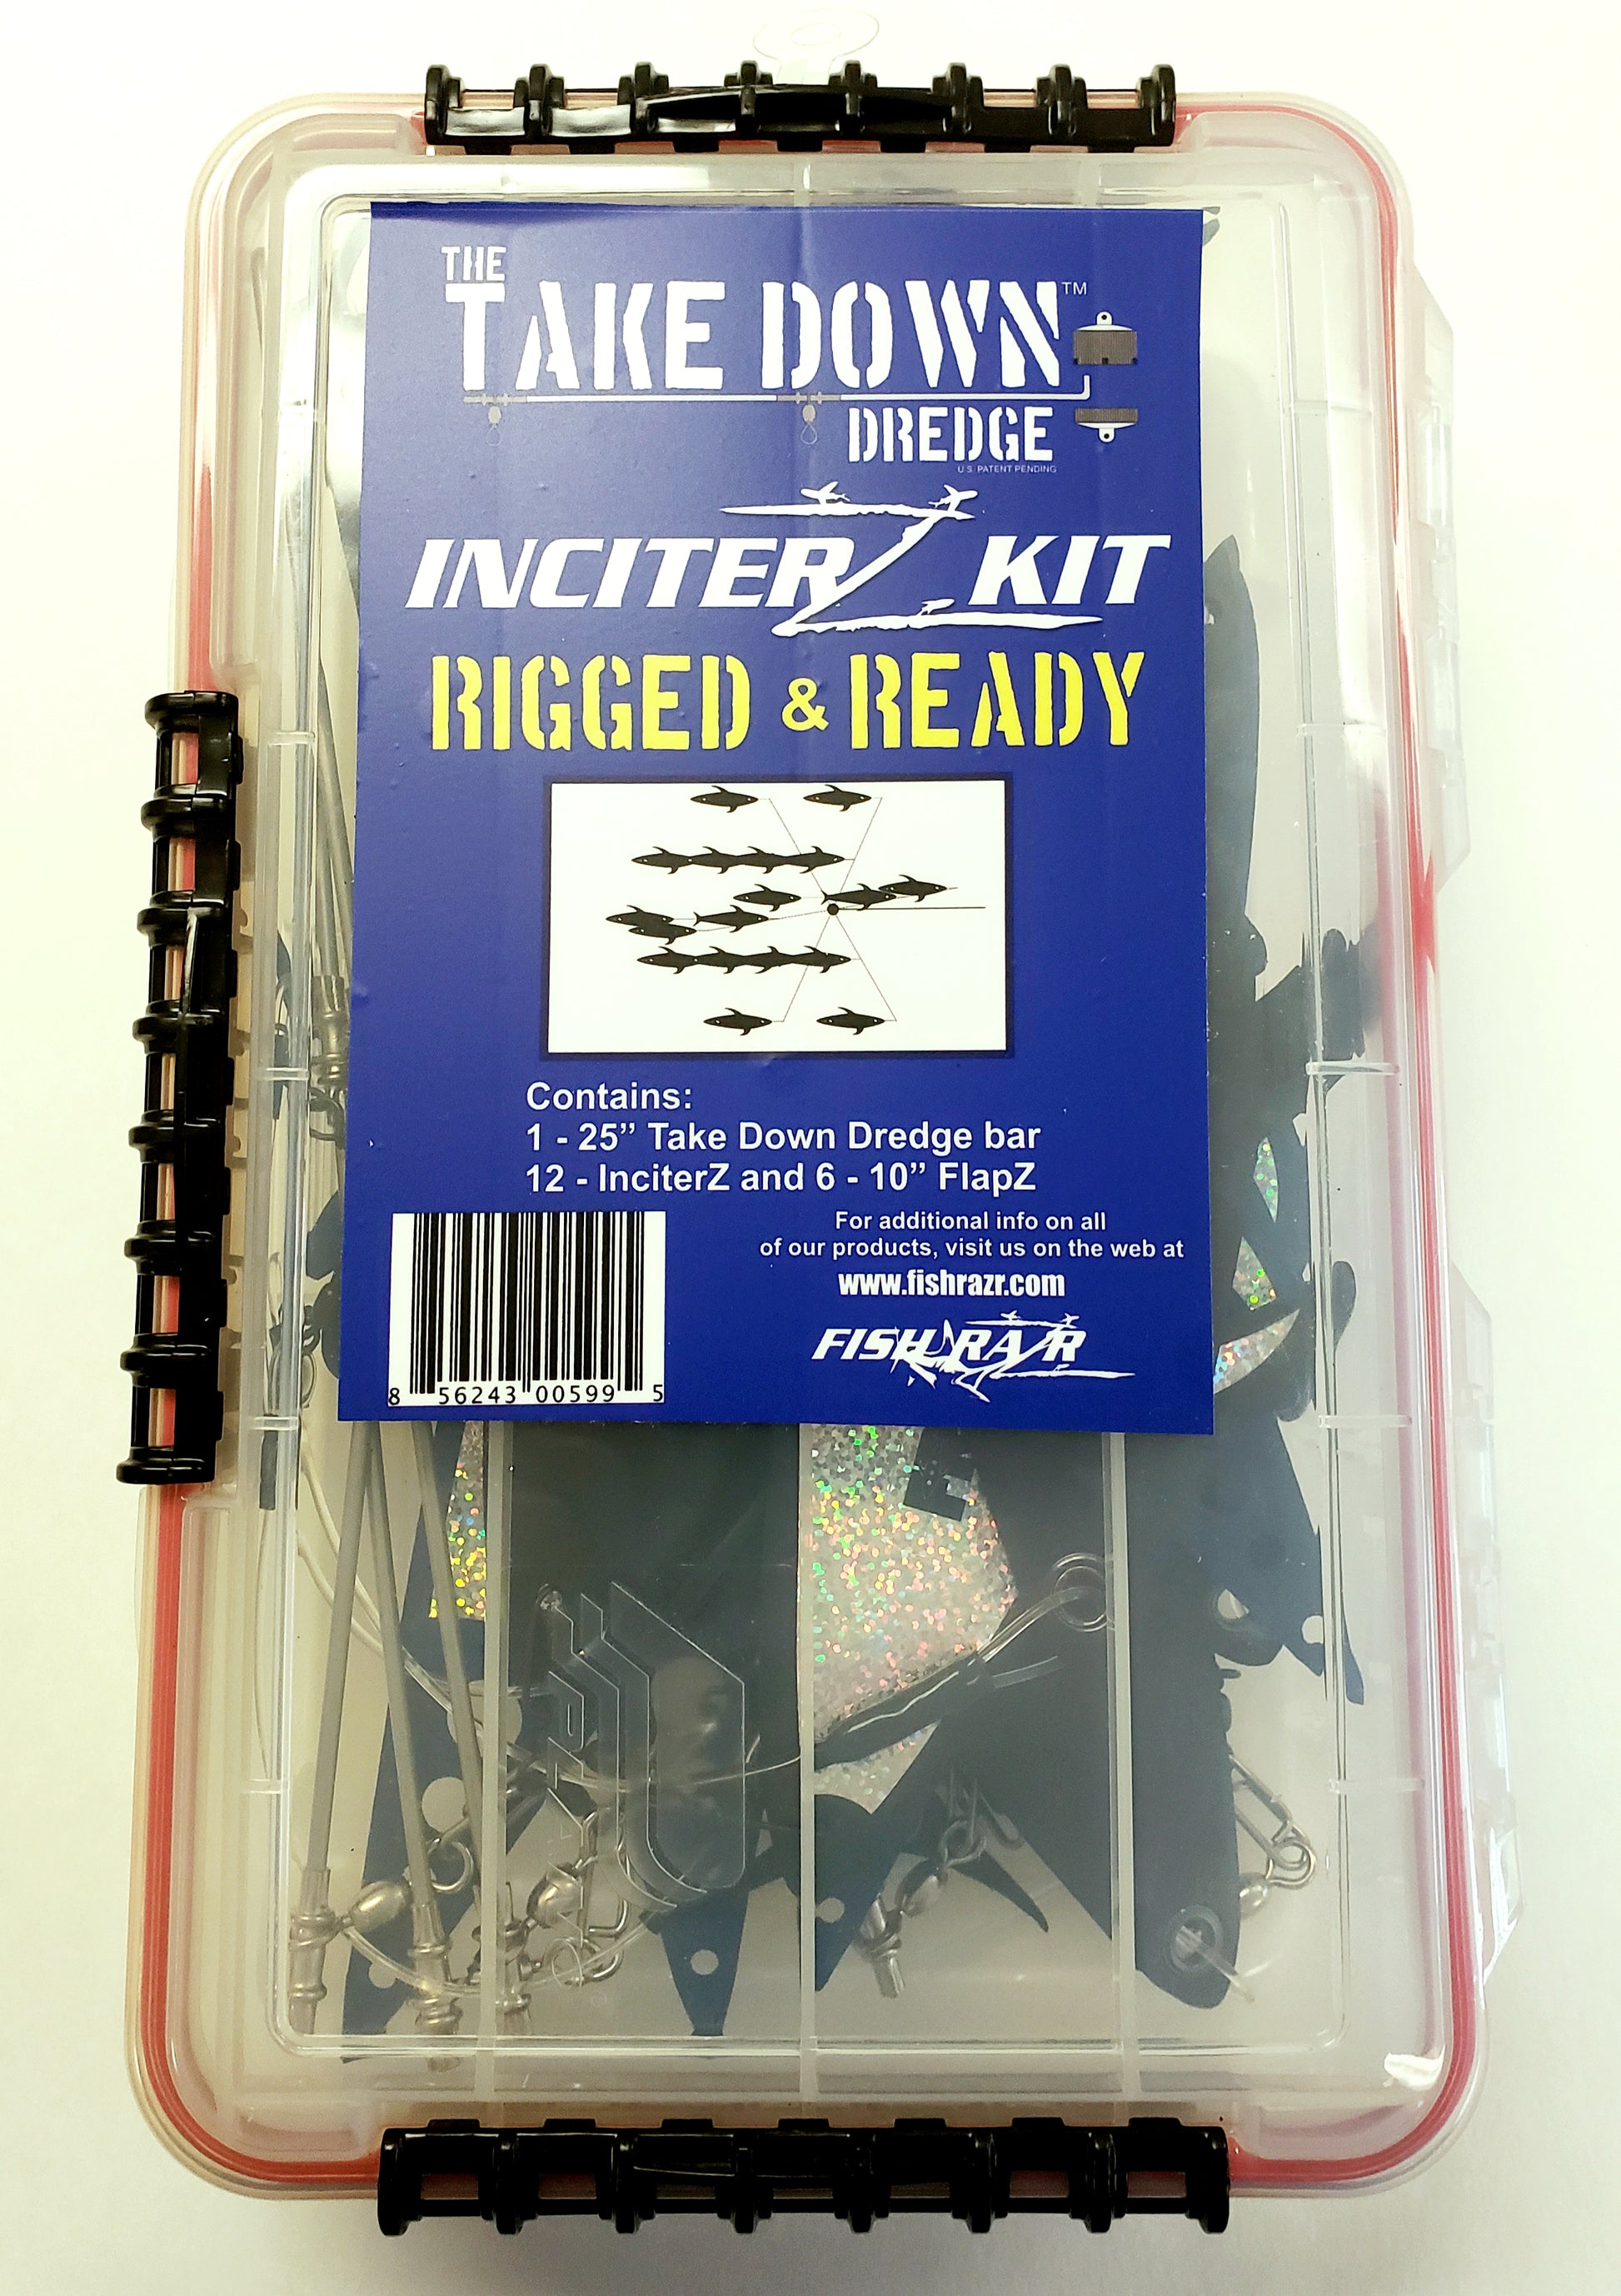 THE
TAKE DOWN™
DREDGE
U.S. PATENT PENDING
INCITERZ KIT
RIGGED & READY
Contains:
1 - 25” Take Down Dredge bar
12 - InciterZ and 6 - 10” FlapZ
For additional info on all
of our products, visit us on the web at
www.fishrazr.com
FISH RAZR
8 56243 00599 5